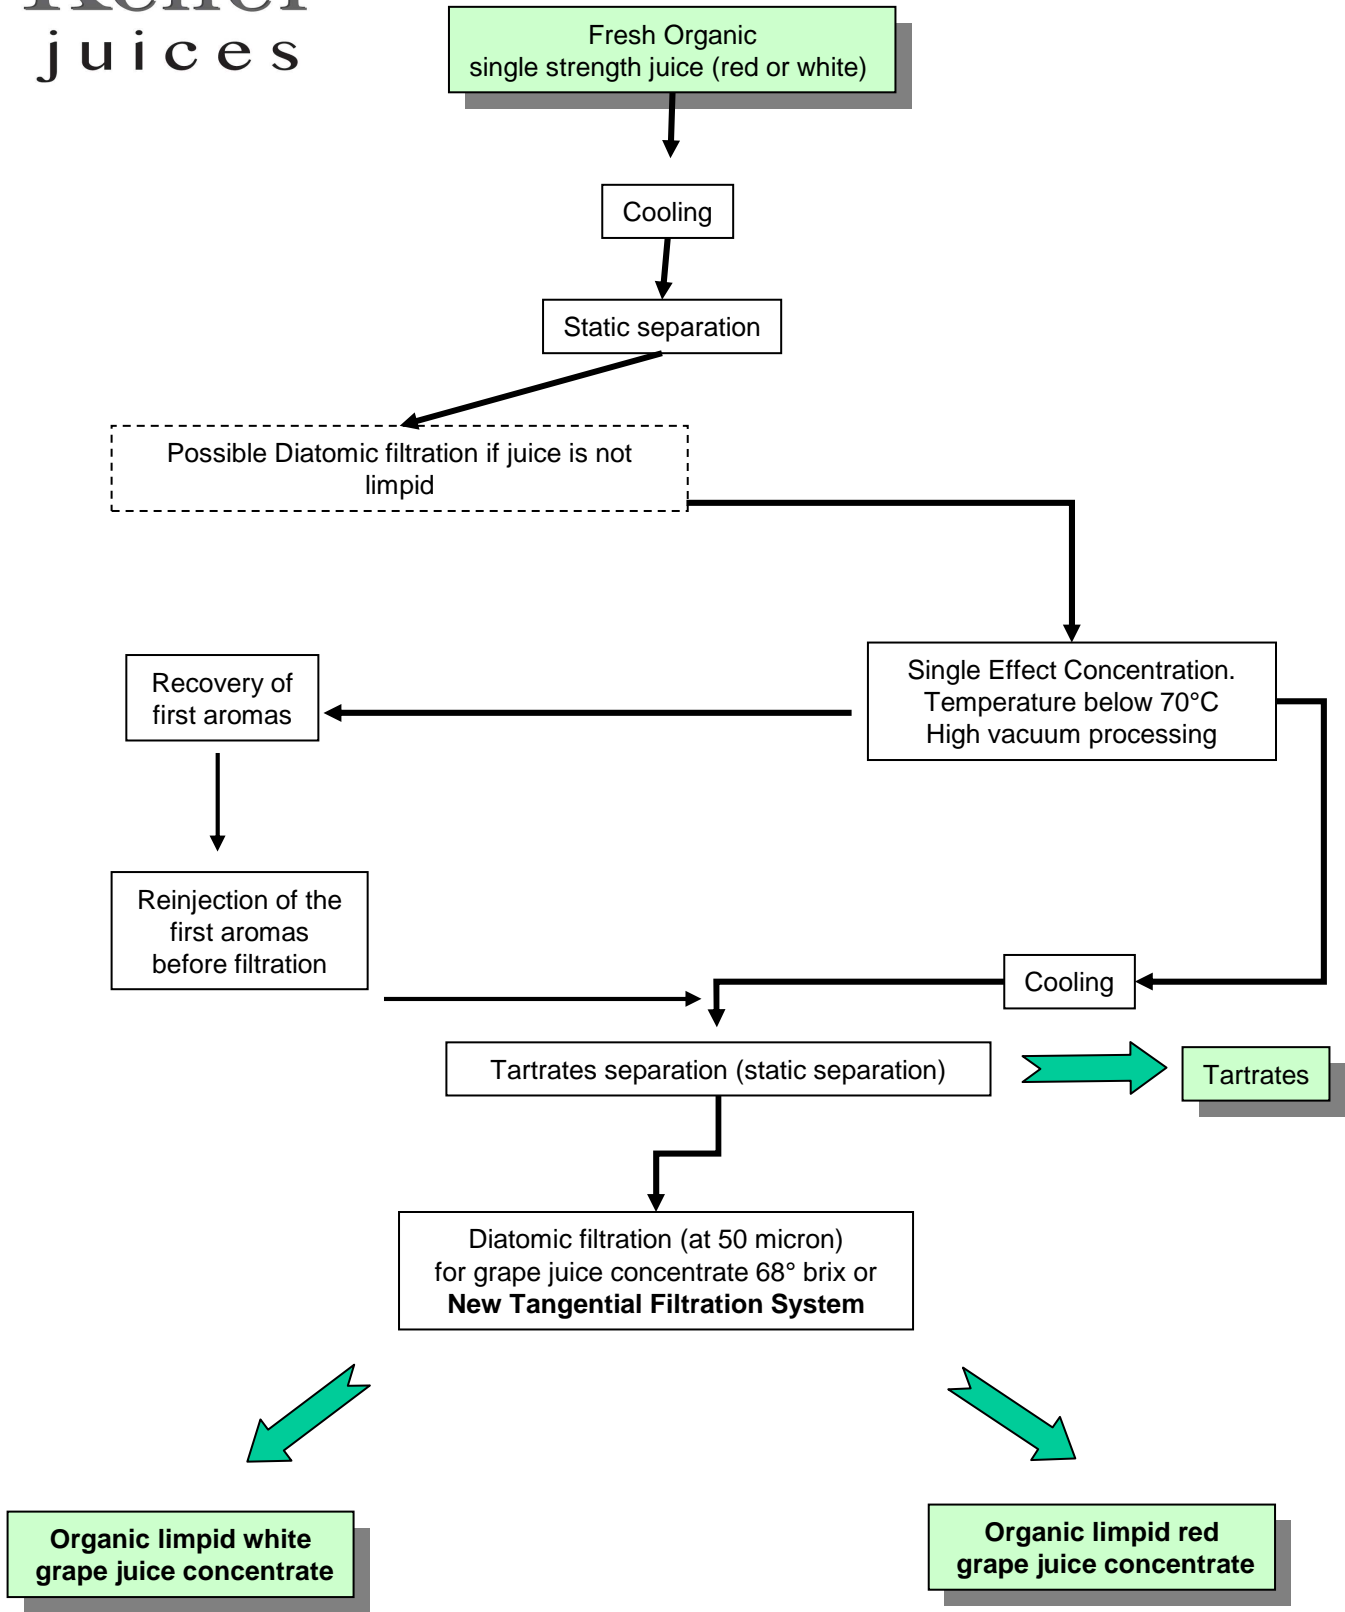 juices
Fresh Organic
single strength juice (red or white)
Cooling
Static separation
Possible Diatomic filtration if juice is not
limpid
Single Effect Concentration.
Temperature below 70°C
High vacuum processing
Recovery of
first aromas
Reinjection of the
first aromas
before filtration
Cooling
Tartrates separation (static separation)
Tartrates
Diatomic filtration (at 50 micron)
for grape juice concentrate 68° brix or
New Tangential Filtration System
Organic limpid white
grape juice concentrate
Organic limpid red
grape juice concentrate